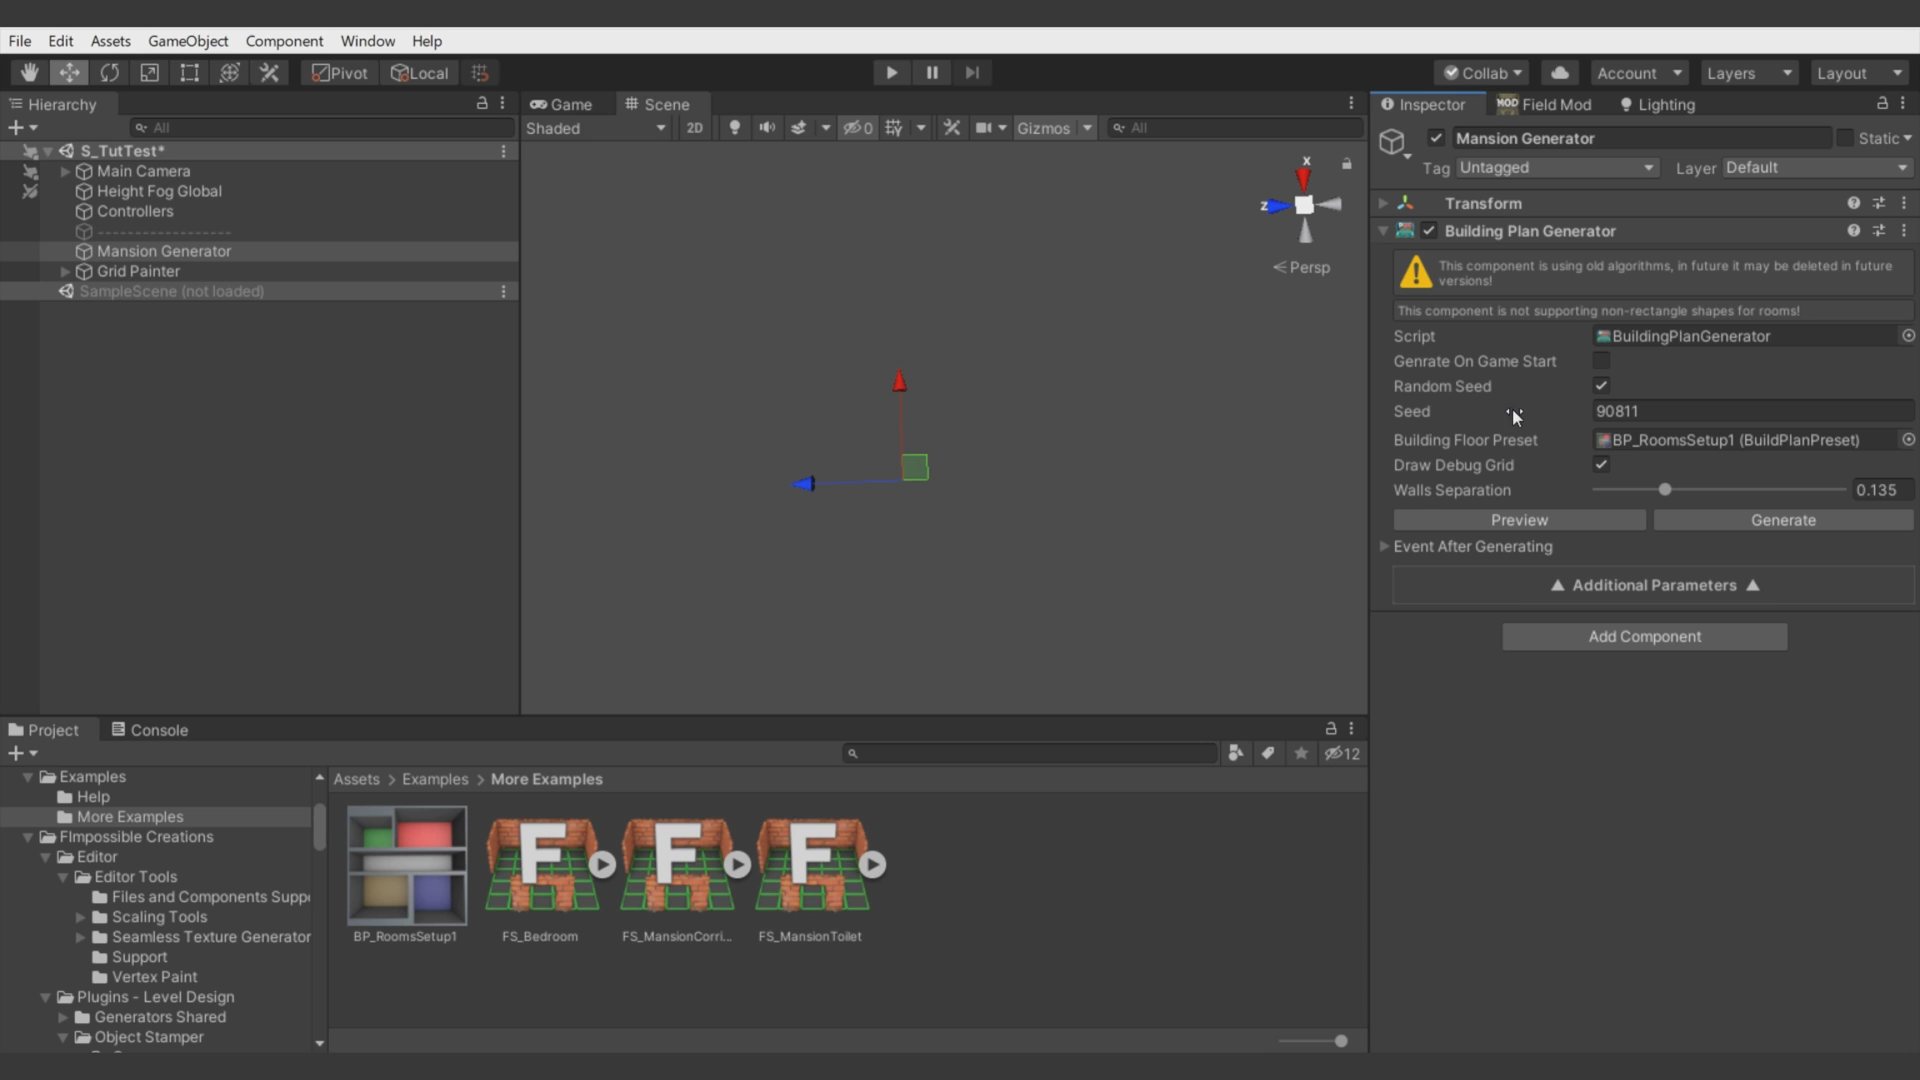 File Edit Assets GameObject Component Window Help
Pivot Local Collab Account Layers Layout
Hierarchy
All
S_TutTest*
Main Camera
Height Fog Global
Controllers
------------------
Mansion Generator
Grid Painter
SampleScene (not loaded)
Game Scene
Shaded 2D 0 Gizmos All
x
z
Persp
Inspector MOD Field Mod Lighting
Mansion Generator Static
Tag Untagged Layer Default
Transform
Building Plan Generator
This component is using old algorithms, in future it may be deleted in future
versions!
This component is not supporting non-rectangle shapes for rooms!
Script BuildingPlanGenerator
Genrate On Game Start
Random Seed
Seed 90811
Building Floor Preset BP_RoomsSetup1 (BuildPlanPreset)
Draw Debug Grid
Walls Separation 0.135
Preview Generate
Event After Generating
Additional Parameters
Add Component
Project Console
12
Examples
Help
More Examples
FImpossible Creations
Editor
Editor Tools
Files and Components Supp
Scaling Tools
Seamless Texture Generator
Support
Vertex Paint
Plugins - Level Design
Generators Shared
Object Stamper
Assets > Examples > More Examples
F F F
BP_RoomsSetup1 FS_Bedroom FS_MansionCorri... FS_MansionToilet